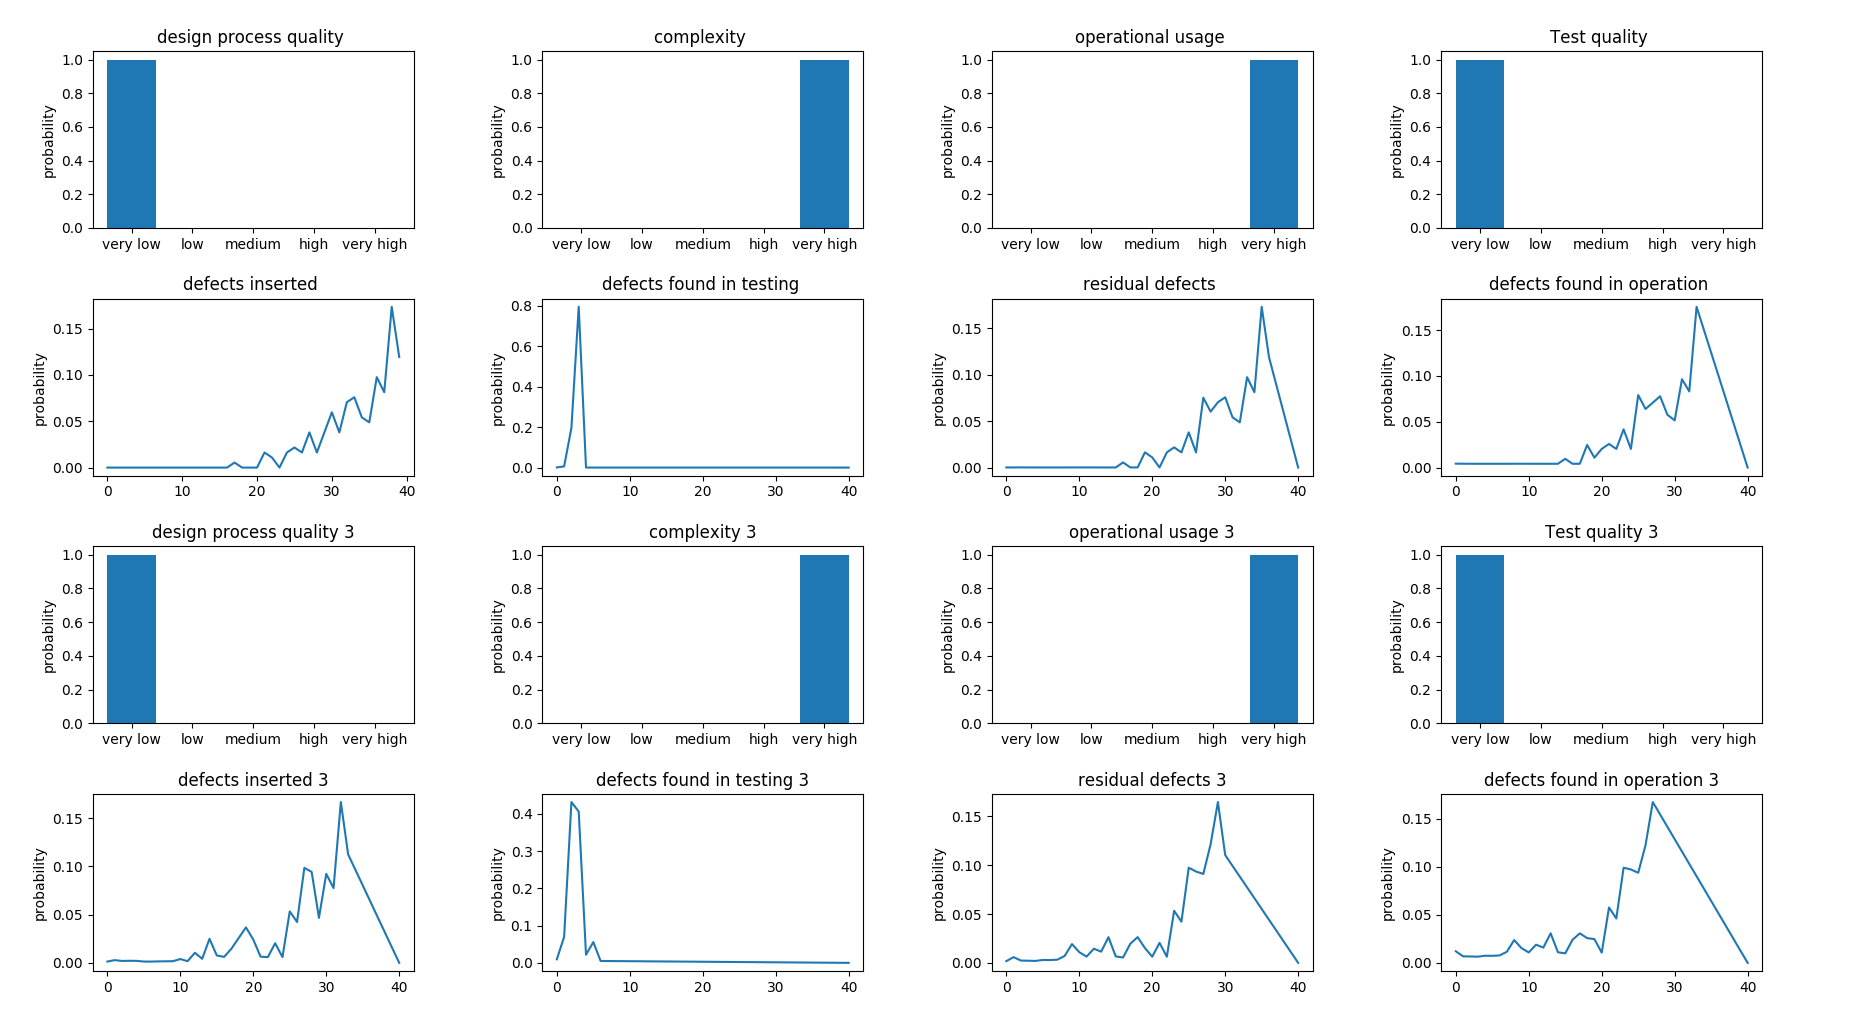 design process quality
complexity
operational usage
Test quality
probability
1.0
0.8
0.6
0.4
0.2
0.0
very low low medium high very high
probability
1.0
0.8
0.6
0.4
0.2
0.0
very low low medium high very high
probability
1.0
0.8
0.6
0.4
0.2
0.0
very low low medium high very high
probability
1.0
0.8
0.6
0.4
0.2
0.0
very low low medium high very high
defects inserted
defects found in testing
residual defects
defects found in operation
probability
0.15
0.10
0.05
0.00
0 10 20 30 40
probability
0.8
0.6
0.4
0.2
0.0
0 10 20 30 40
probability
0.15
0.10
0.05
0.00
0 10 20 30 40
probability
0.15
0.10
0.05
0.00
0 10 20 30 40
design process quality 3
complexity 3
operational usage 3
Test quality 3
probability
1.0
0.8
0.6
0.4
0.2
0.0
very low low medium high very high
probability
1.0
0.8
0.6
0.4
0.2
0.0
very low low medium high very high
probability
1.0
0.8
0.6
0.4
0.2
0.0
very low low medium high very high
probability
1.0
0.8
0.6
0.4
0.2
0.0
very low low medium high very high
defects inserted 3
defects found in testing 3
residual defects 3
defects found in operation 3
probability
0.15
0.10
0.05
0.00
0 10 20 30 40
probability
0.4
0.3
0.2
0.1
0.0
0 10 20 30 40
probability
0.15
0.10
0.05
0.00
0 10 20 30 40
probability
0.15
0.10
0.05
0.00
0 10 20 30 40